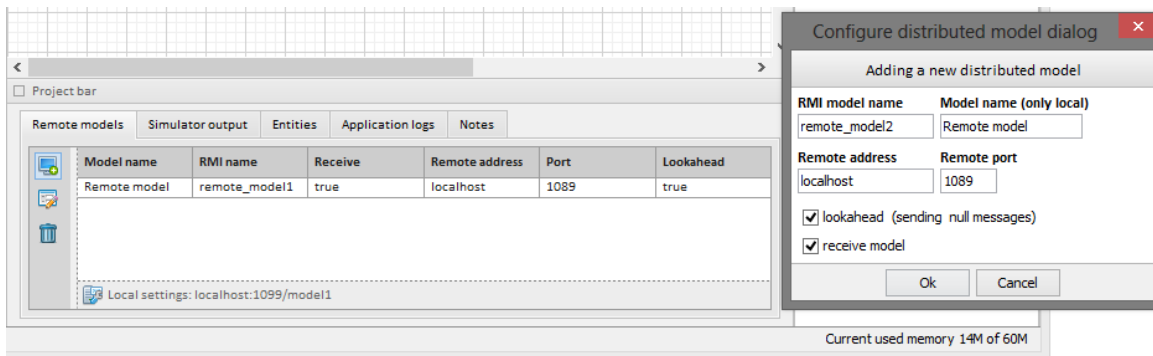 Project bar
Remote models Simulator output Entities Application logs Notes
Model name RMI name Receive Remote address Port Lookahead
Remote model remote_model1 true localhost 1089 true
Local settings: localhost:1099/model1
Current used memory 14M of 60M
Configure distributed model dialog
Adding a new distributed model
RMI model name Model name (only local)
remote_model2 Remote model
Remote address Remote port
localhost 1089
lookahead (sending null messages)
receive model
Ok Cancel